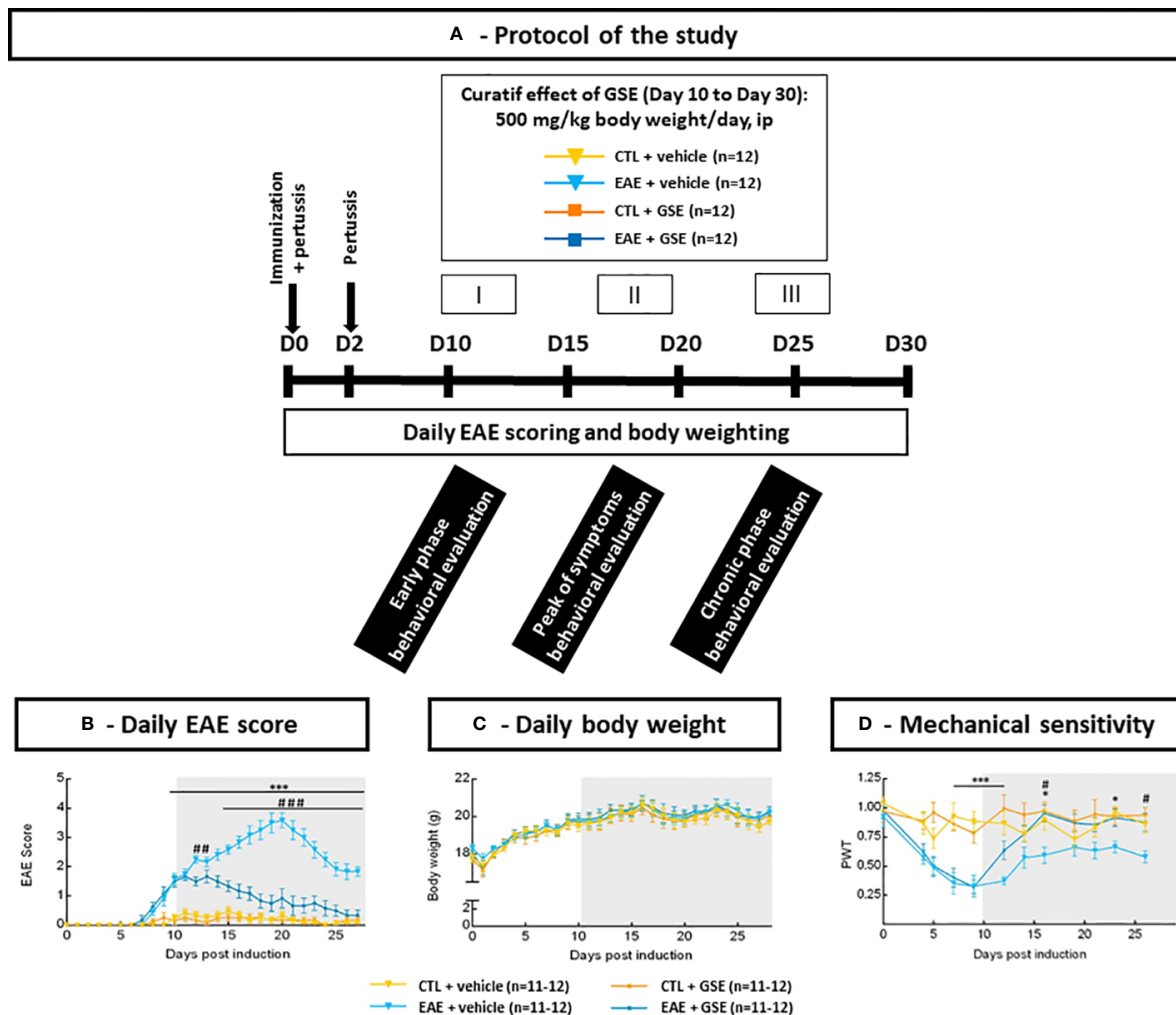 A - Protocol of the study
Curatif effect of GSE (Day 10 to Day 30):
500 mg/kg body weight/day, ip
CTL + vehicle (n=12)
EAE + vehicle (n=12)
CTL + GSE (n=12)
EAE + GSE (n=12)
Immunization
+ pertussis
Pertussis
I II III
D0 D2 D10 D15 D20 D25 D30
Daily EAE scoring and body weighting
Early phase
behavioral evaluation
Peak of symptoms
behavioral evaluation
Chronic phase
behavioral evaluation
B - Daily EAE score
EAE Score
5
4
3
2
1
0
***
###
##
0 5 10 15 20 25
Days post induction
C - Daily body weight
Body weight (g)
22
20
18
2
0
0 5 10 15 20 25
Days post induction
D - Mechanical sensitivity
PWT
1.25
1.00
0.75
0.50
0.25
***
#
*
*
#
0 5 10 15 20 25
Days post induction
CTL + vehicle (n=11-12) CTL + GSE (n=11-12)
EAE + vehicle (n=11-12) EAE + GSE (n=11-12)